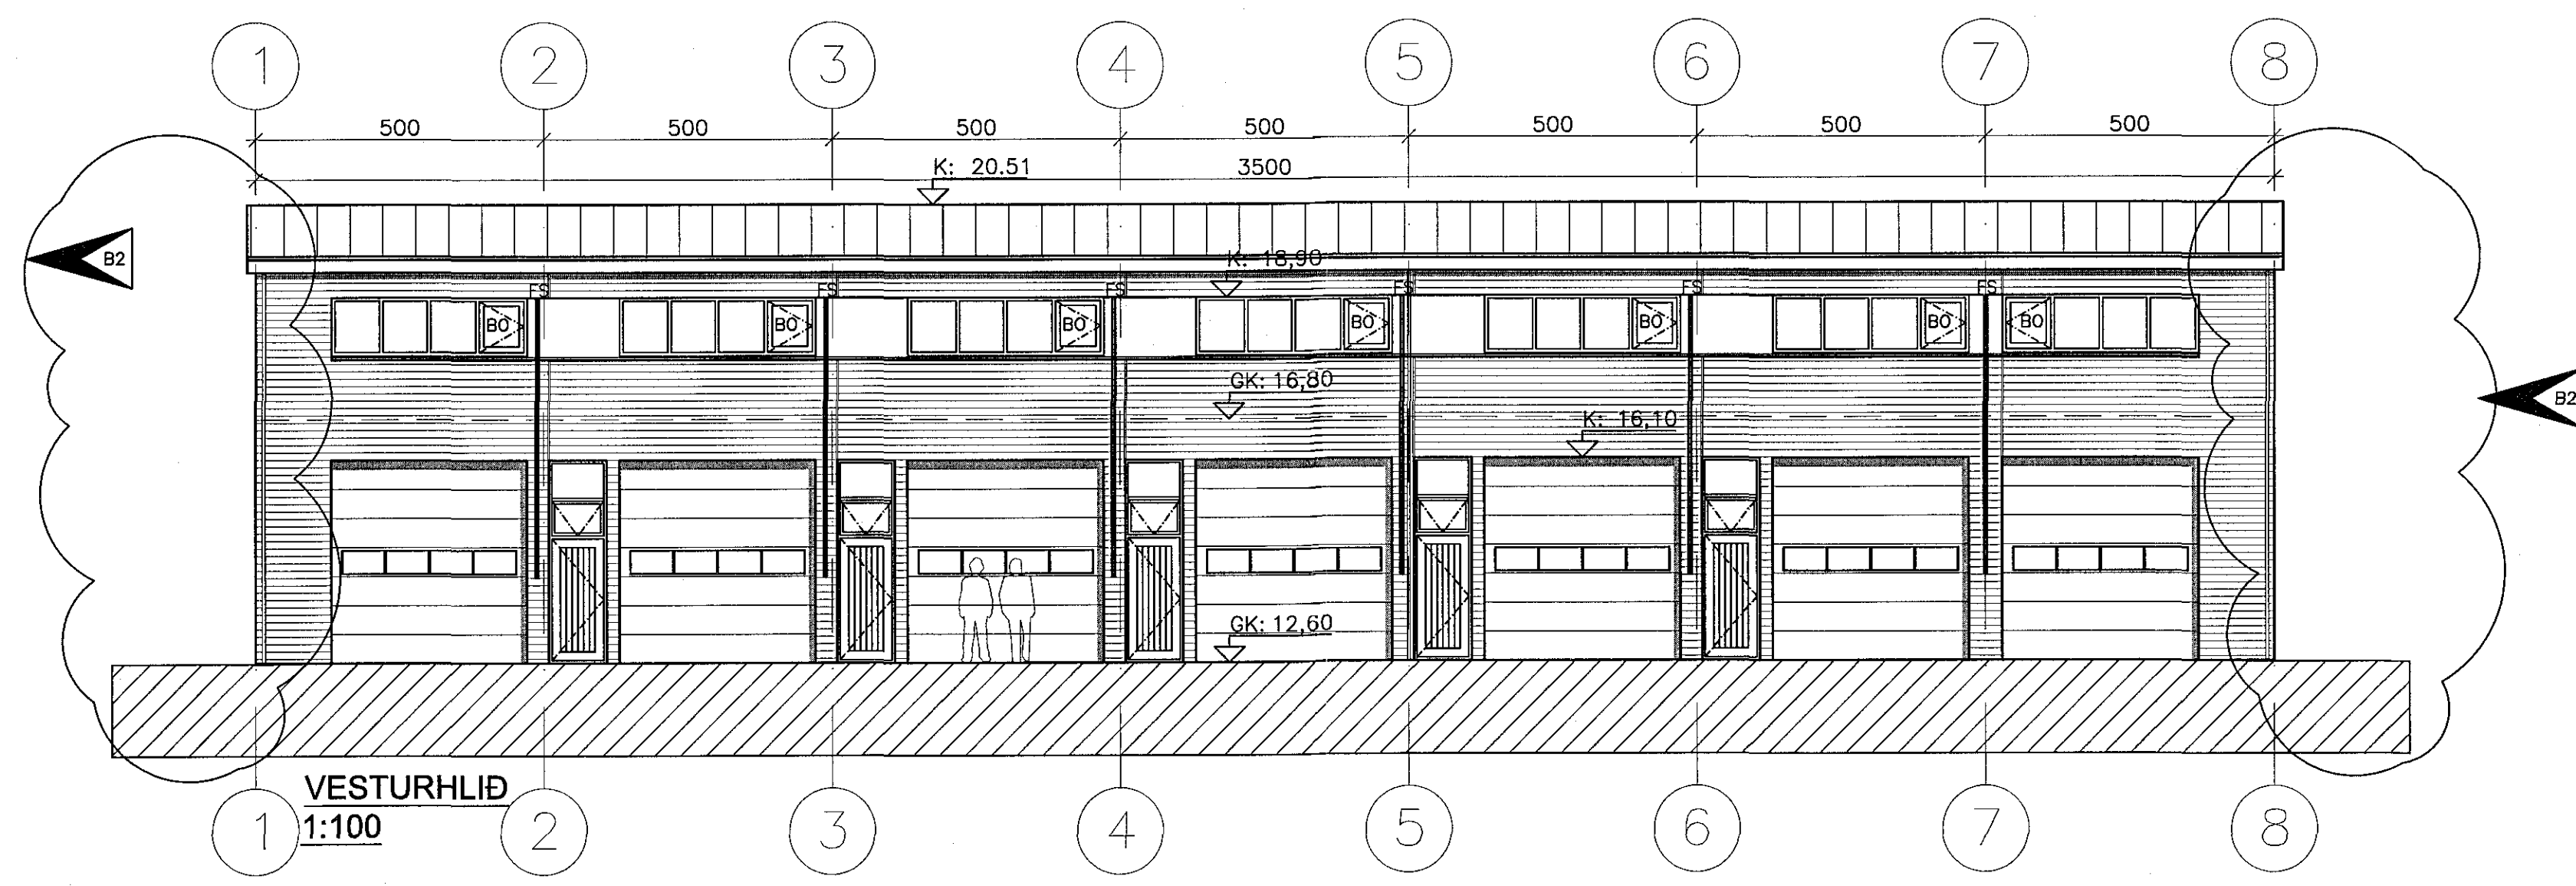 1 2 3 4 5 6 7 8
500 500 500 500 500 500 500
K: 20.51 3500
B2
K: 18,90
FS FS FS FS FS FS
BO BO BO BO BO BO BO
GK: 16,80
B2
K: 16,10
GK: 12,60
VESTURHLIÐ
1:100
1 2 3 4 5 6 7 8